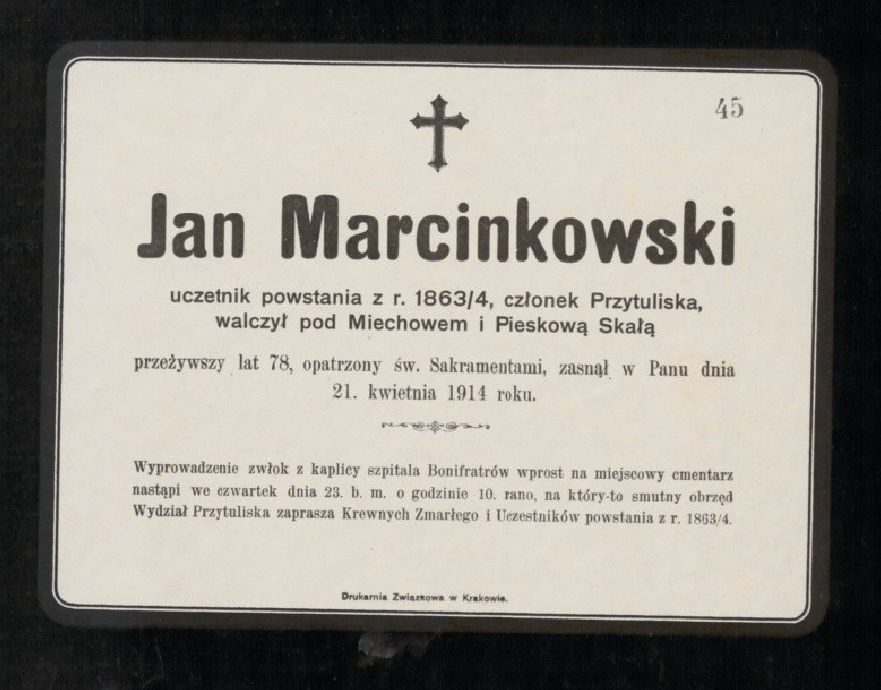 45
Jan Marcinkowski
uczetnik powstania z r. 1863/4, członek Przytuliska,
walczył pod Miechowem i Pieskową Skałą
przeżywszy lat 78, opatrzony św. Sakramentami, zasnął w Panu dnia
21. kwietnia 1914 roku.
Wyprowadzenie zwłok z kaplicy szpitala Bonifratrów wprost na miejscowy cmentarz
nastąpi we czwartek dnia 23. b. m. o godzinie 10. rano, na który-to smutny obrzęd
Wydział Przytuliska zaprasza Krewnych Zmarłego i Uczestników powstania z r. 1863/4.
Drukarnia Związkowa w Krakowie.